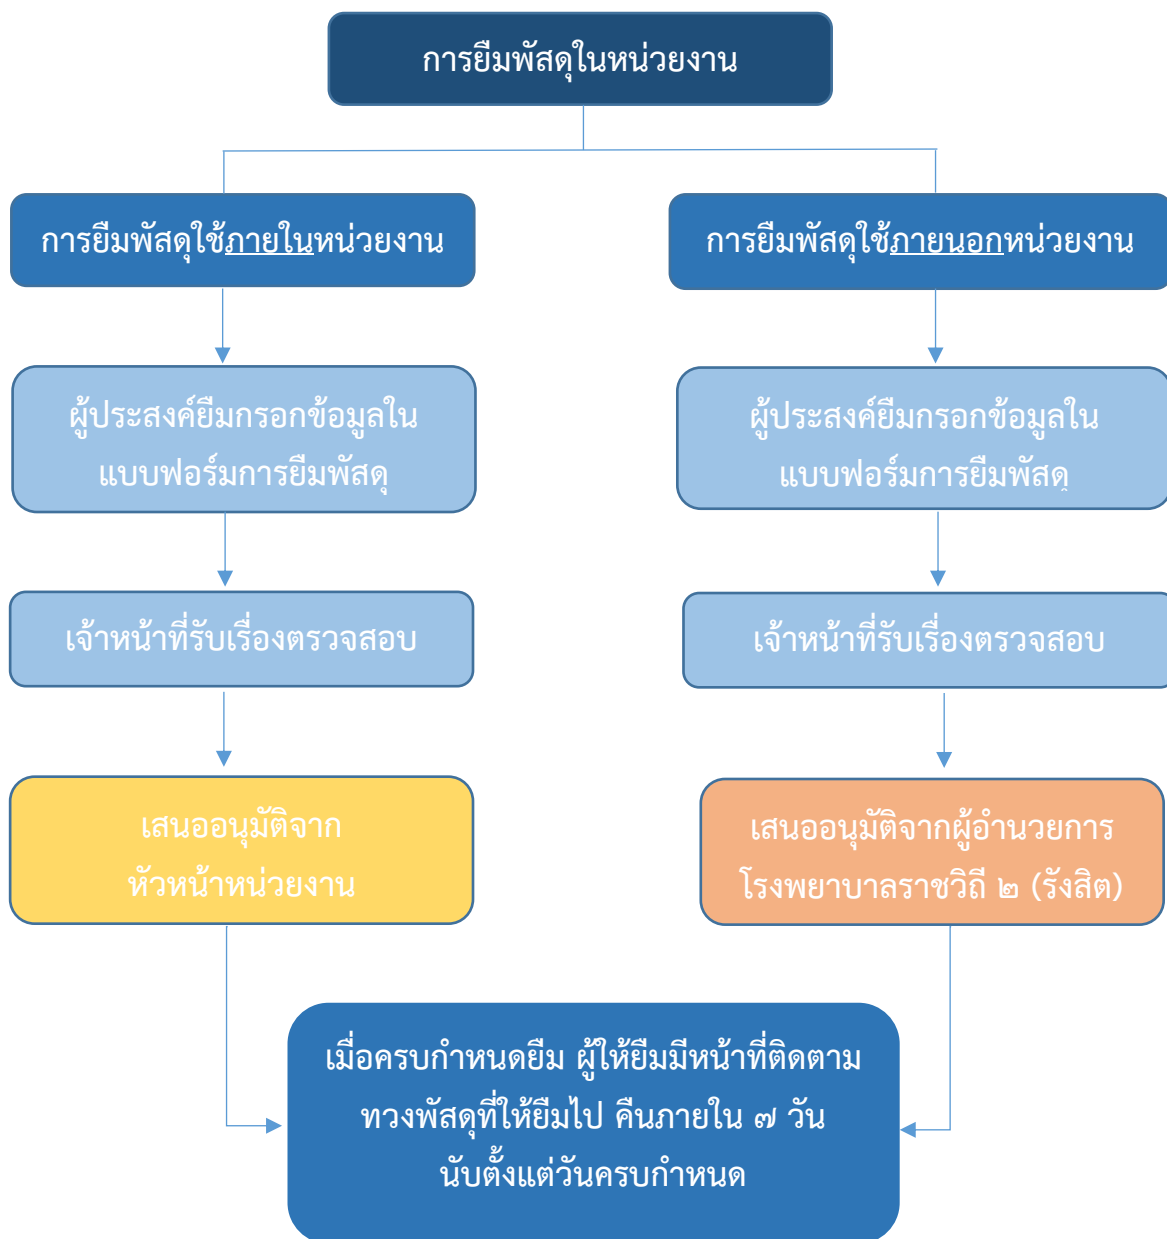 การยืมพัสดุในหน่วยงาน
การยืมพัสดุใช้ภายในหน่วยงาน
การยืมพัสดุใช้ภายนอกหน่วยงาน
ผู้ประสงค์ยืมกรอกข้อมูลใน
แบบฟอร์มการยืมพัสดุ
ผู้ประสงค์ยืมกรอกข้อมูลใน
แบบฟอร์มการยืมพัสดุ
เจ้าหน้าที่รับเรื่องตรวจสอบ
เจ้าหน้าที่รับเรื่องตรวจสอบ
เสนออนุมัติจาก
หัวหน้าหน่วยงาน
เสนออนุมัติจากผู้อำนวยการ
โรงพยาบาลราชวิถี ๒ (รังสิต)
เมื่อครบกำหนดยืม ผู้ให้ยืมมีหน้าที่ติดตาม
ทวงพัสดุที่ให้ยืมไป คืนภายใน ๗ วัน
นับตั้งแต่วันครบกำหนด